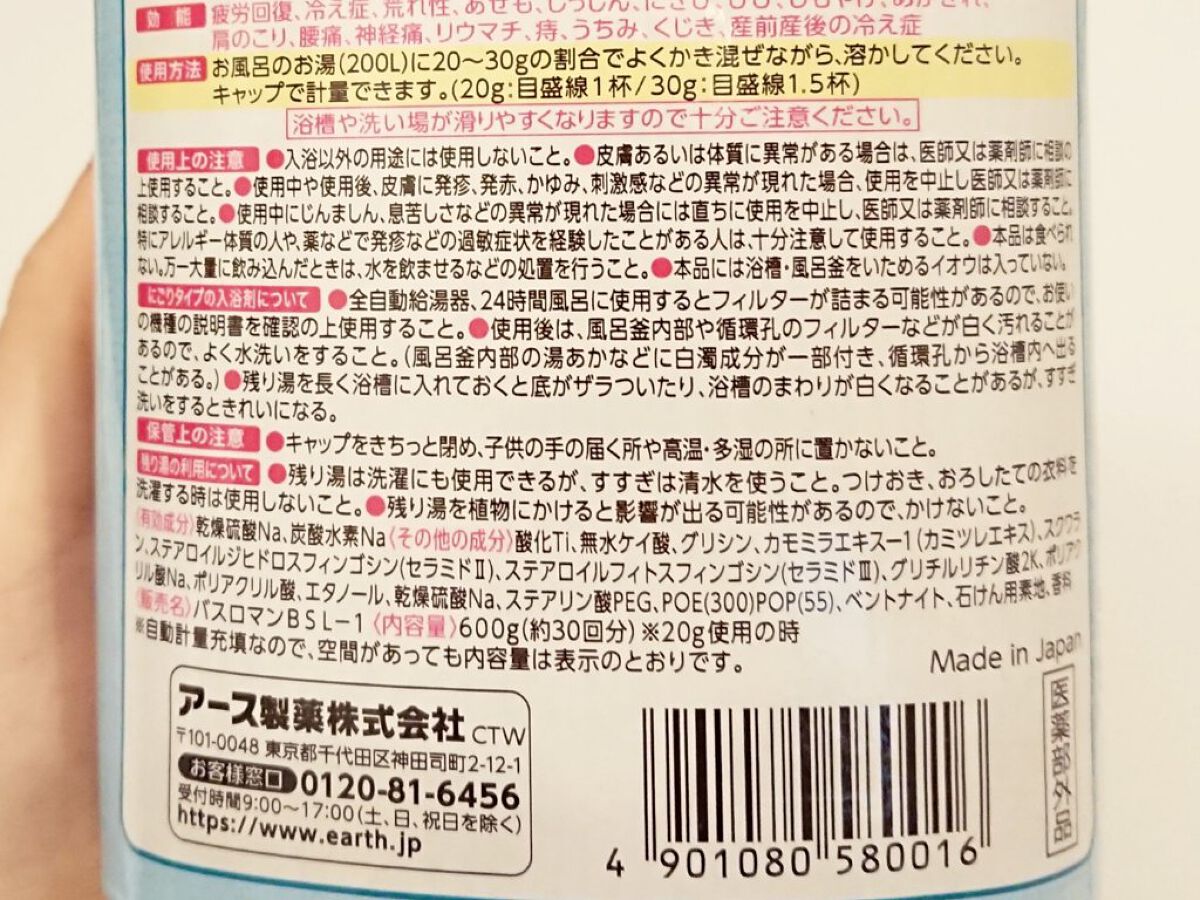 効能 疲労回復、冷え症、荒れ性、あせも、しっしん、にきび、ひび、しもやけ、あかぎれ、
肩のこり、腰痛、神経痛、リウマチ、痔、うちみ、くじき、産前産後の冷え症
使用方法 お風呂のお湯(200L)に20〜30gの割合でよくかき混ぜながら、溶かしてください。
キャップで計量できます。(20g:目盛線1杯/30g:目盛線1.5杯)
浴槽や洗い場が滑りやすくなりますので十分ご注意ください。
使用上の注意 ●入浴以外の用途には使用しないこと。●皮膚あるいは体質に異常がある場合は、医師又は薬剤師に相談の
上使用すること。●使用中や使用後、皮膚に発疹、発赤、かゆみ、刺激感などの異常が現れた場合、使用を中止し医師又は薬剤師に
相談すること。●使用中にじんましん、息苦しさなどの異常が現れた場合には直ちに使用を中止し、医師又は薬剤師に相談すること。
特にアレルギー体質の人や、薬などで発疹などの過敏症状を経験したことがある人は、十分注意して使用すること。●本品は食べられ
ない。万一大量に飲み込んだときは、水を飲ませるなどの処置を行うこと。●本品には浴槽・風呂釜をいためるイオウは入っていない。
にごりタイプの入浴剤について ●全自動給湯器、24時間風呂に使用するとフィルターが詰まる可能性があるので、お使い
の機種の説明書を確認の上使用すること。●使用後は、風呂釜内部や循環孔のフィルターなどが白く汚れることが
あるので、よく水洗いをすること。(風呂釜内部の湯あかなどに白濁成分が一部付き、循環孔から浴槽内へ出る
ことがある。)●残り湯を長く浴槽に入れておくと底がザラついたり、浴槽のまわりが白くなることがあるが、すすぎ
洗いをするときれいになる。
保管上の注意 ●キャップをきちっと閉め、子供の手の届く所や高温・多湿の所に置かないこと。
残り湯の利用について ●残り湯は洗濯にも使用できるが、すすぎは清水を使うこと。つけおき、おろしたての衣料を
洗濯する時は使用しないこと。●残り湯を植物にかけると影響が出る可能性があるので、かけないこと。
〈有効成分〉乾燥硫酸Na、炭酸水素Na〈その他の成分〉酸化Ti、無水ケイ酸、グリシン、カモミラエキス-1(カミツレエキス)、スクワラ
ン、ステアロイルジヒドロスフィンゴシン(セラミドⅡ)、ステアロイルフィトスフィンゴシン(セラミドⅢ)、グリチルリチン酸2K、ポリアク
リル酸Na、ポリアクリル酸、エタノール、乾燥硫酸Na、ステアリン酸PEG、POE(300)POP(55)、ベントナイト、石けん用素地、香料
〈販売名〉バスロマンBSL-1〈内容量〉600g(約30回分)※20g使用の時
※自動計量充填なので、空間があっても内容量は表示のとおりです。
Made in Japan
アース製薬株式会社 CTW
〒101-0048 東京都千代田区神田司町2-12-1
お客様窓口 0120-81-6456
受付時間9:00〜17:00(土、日、祝日を除く)
https://www.earth.jp
4 901080 580016
医薬部外品